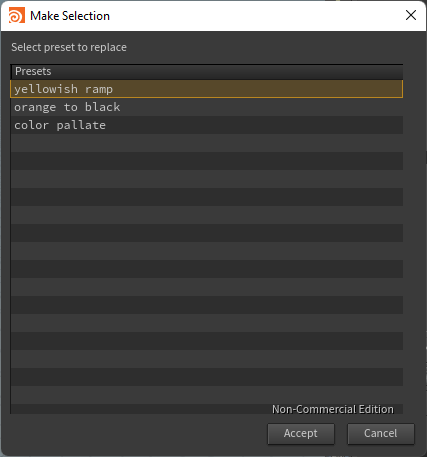 Make Selection
Select preset to replace
Presets
yellowish ramp
orange to black
color pallate
Non-Commercial Edition
Accept
Cancel